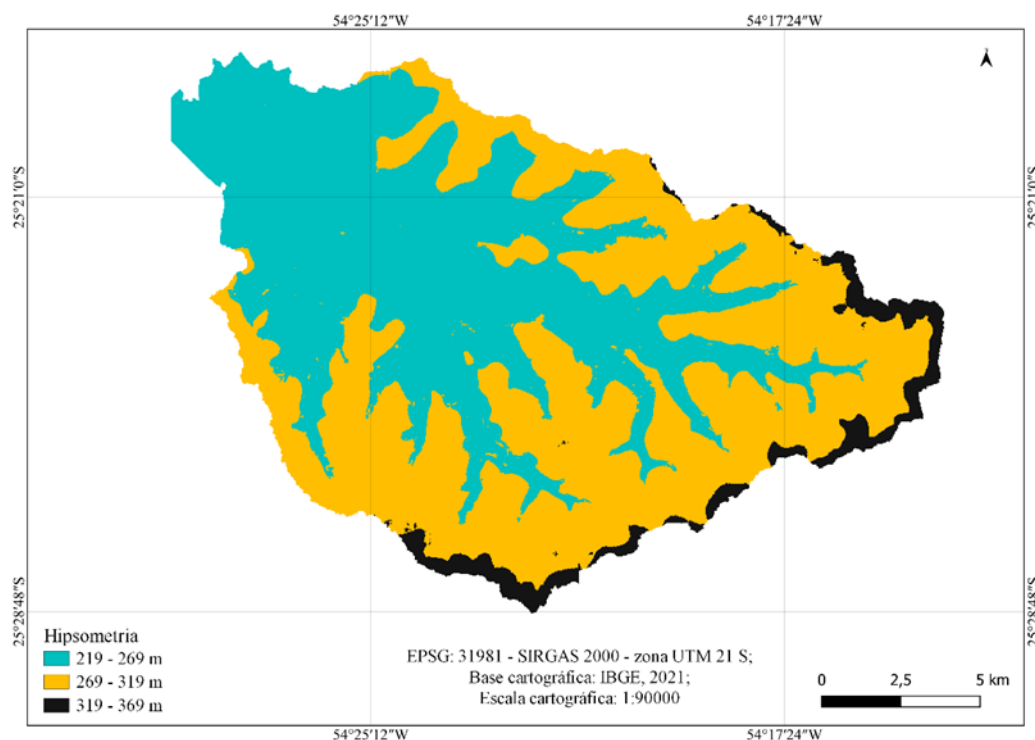 54°25'12"W 54°17'24"W
25°21'0"S 25°21'0"S
25°28'48"S 25°28'48"S
Hipsometria
219 - 269 m
269 - 319 m
319 - 369 m
EPSG: 31981 - SIRGAS 2000 - zona UTM 21 S;
Base cartográfica: IBGE, 2021;
Escala cartográfica: 1:90000
0 2,5 5 km
54°25'12"W 54°17'24"W